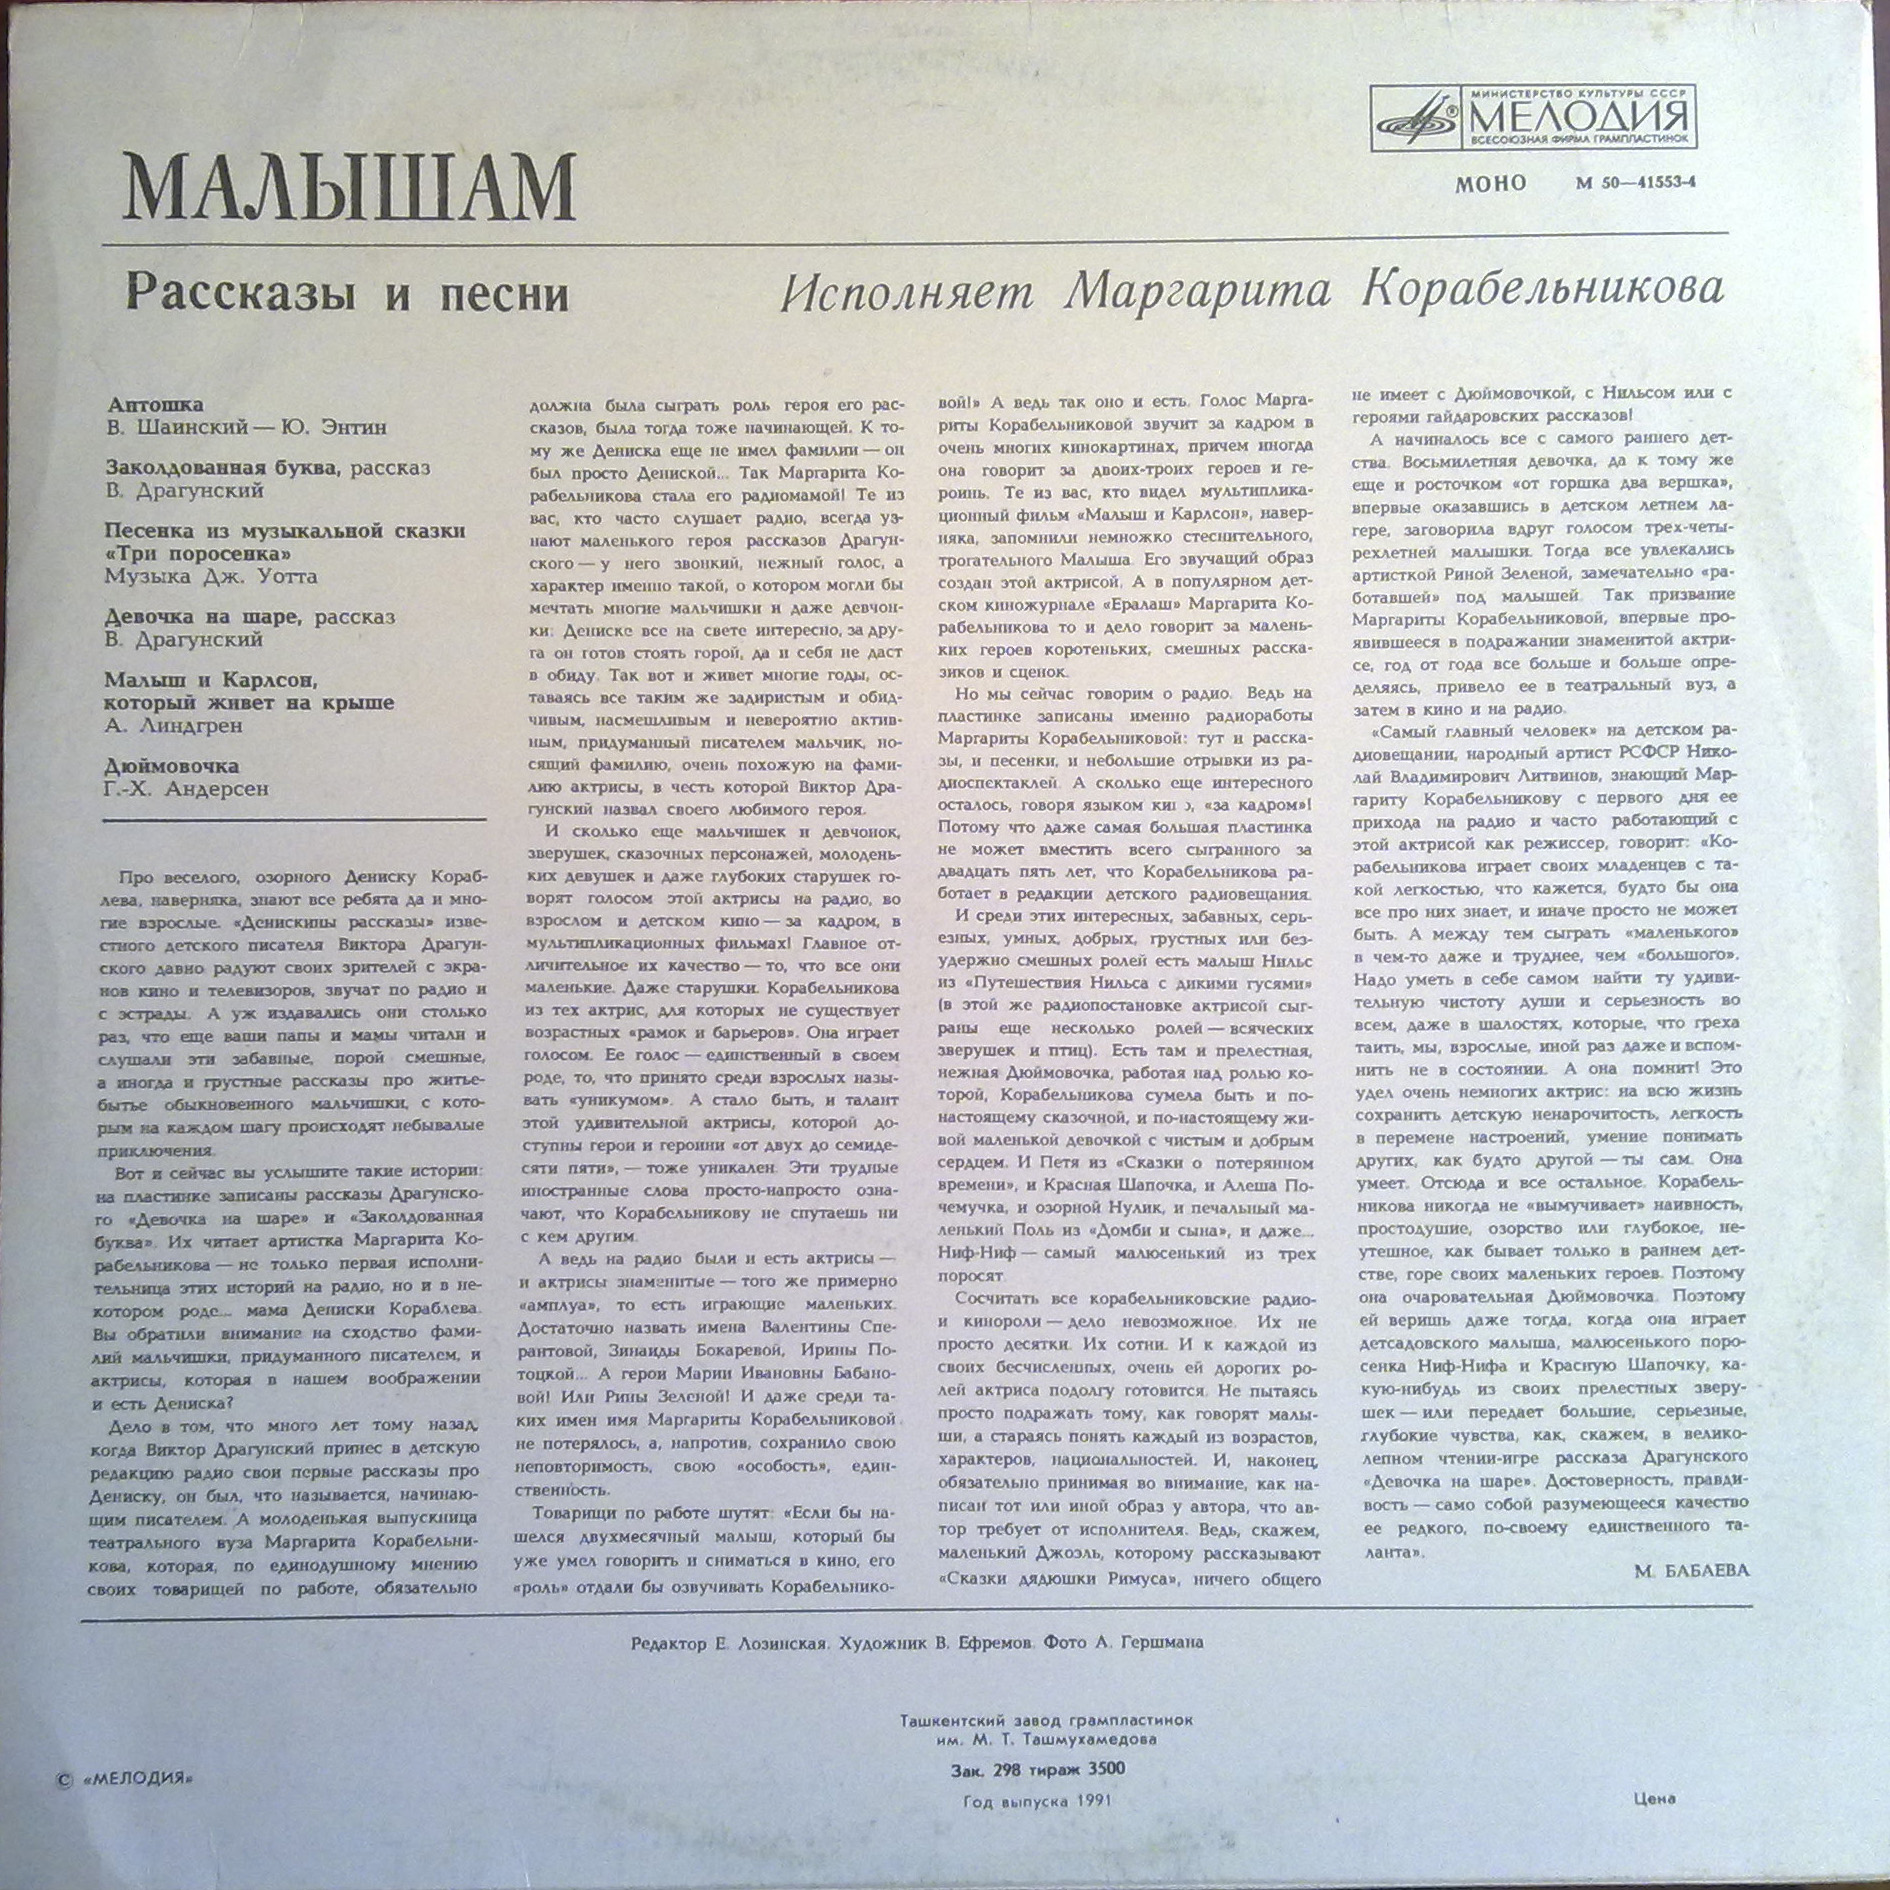 МИНИСТЕРСТВО КУЛЬТУРЫ СССР
МЕЛОДИЯ
ВСЕСОЮЗНАЯ ФИРМА ГРАМПЛАСТИНОК
МОНО М 50—41553-4
МАЛЫШАМ
Рассказы и песни
Исполняет Маргарита Корабельникова
Антошка
В. Шаинский — Ю. Энтин
Заколдованная буква, рассказ
В. Драгунский
Песенка из музыкальной сказки
«Три поросенка»
Музыка Дж. Уотта
Девочка на шаре, рассказ
В. Драгунский
Малыш и Карлсон,
который живет на крыше
А. Линдгрен
Дюймовочка
Г.-Х. Андерсен
Про веселого, озорного Дениску Кораб-
лева, наверняка, знают все ребята да и мно-
гие взрослые. «Денискины рассказы» изве-
стного детского писателя Виктора Драгун-
ского давно радуют своих зрителей с экра-
нов кино и телевизоров, звучат по радио и
с эстрады. А уж издавались они столько
раз, что еще ваши папы и мамы читали и
слушали эти забавные, порой смешные,
а иногда и грустные рассказы про житье-
бытье обыкновенного мальчишки, с кото-
рым на каждом шагу происходят небывалые
приключения.
Вот и сейчас вы услышите такие истории:
на пластинке записаны рассказы Драгунско-
го «Девочка на шаре» и «Заколдованная
буква». Их читает артистка Маргарита Ко-
рабельникова — не только первая исполни-
тельница этих историй на радио, но и в не-
котором роде... мама Дениски Кораблева.
Вы обратили внимание на сходство фами-
лий мальчишки, придуманного писателем, и
актрисы, которая в нашем воображении
и есть Дениска?
Дело в том, что много лет тому назад,
когда Виктор Драгунский принес в детскую
редакцию радио свои первые рассказы про
Дениску, он был, что называется, начинаю-
щим писателем. А молоденькая выпускница
театрального вуза Маргарита Корабельни-
кова, которая, по единодушному мнению
своих товарищей по работе, обязательно
должна была сыграть роль героя его рас-
сказов, была тогда тоже начинающей. К то-
му же Дениска еще не имел фамилии — он
был просто Дениской... Так Маргарита Ко-
рабельникова стала его радиомамой! Те из
вас, кто часто слушает радио, всегда уз-
нают маленького героя рассказов Драгун-
ского — у него звонкий, нежный голос, а
характер именно такой, о котором могли бы
мечтать многие мальчишки и даже девчон-
ки. Дениске все на свете интересно, за дру-
га он готов стоять горой, да и себя не даст
в обиду. Так вот и живет многие годы, ос-
таваясь все таким же задиристым и обид-
чивым, насмешливым и невероятно актив-
ным, придуманный писателем мальчик, но-
сящий фамилию, очень похожую на фами-
лию актрисы, в честь которой Виктор Дра-
гунский назвал своего любимого героя.
И сколько еще мальчишек и девчонок,
зверушек, сказочных персонажей, молодень-
ких девушек и даже глубоких старушек го-
ворят голосом этой актрисы на радио, во
взрослом и детском кино — за кадром, в
мультипликационных фильмах! Главное от-
личительное их качество — то, что все они
маленькие. Даже старушки. Корабельникова
из тех актрис, для которых не существует
возрастных «рамок и барьеров». Она играет
голосом. Ее голос — единственный в своем
роде, то, что принято среди взрослых назы-
вать «уникумом». А стало быть, и талант
этой удивительной актрисы, которой до-
ступны герои и героини «от двух до семиде-
сяти пяти», — тоже уникален. Эти трудные
иностранные слова просто-напросто озна-
чают, что Корабельникову не спутаешь ни
с кем другим.
А ведь на радио были и есть актрисы —
и актрисы знаменитые — того же примерно
«амплуа», то есть играющие маленьких.
Достаточно назвать имена Валентины Спе-
рантовой, Зинаиды Бокаревой, Ирины По-
тоцкой... А герои Марии Ивановны Бабано-
вой! Или Рины Зеленой! И даже среди та-
ких имен имя Маргариты Корабельниковой
не потерялось, а, напротив, сохранило свою
неповторимость, свою «особость», един-
ственность.
Товарищи по работе шутят: «Если бы на-
шелся двухмесячный малыш, который бы
уже умел говорить и сниматься в кино, его
«роль» отдали бы озвучивать Корабельнико-
вой!» А ведь так оно и есть. Голос Марга-
риты Корабельниковой звучит за кадром в
очень многих кинокартинах, причем иногда
она говорит за двоих-троих героев и ге-
роинь. Те из вас, кто видел мультиплика-
ционный фильм «Малыш и Карлсон», навер-
няка, запомнили немножко стеснительного,
трогательного Малыша. Его звучащий образ
создан этой актрисой. А в популярном дет-
ском киножурнале «Ералаш» Маргарита Ко-
рабельникова то и дело говорит за малень-
ких героев коротеньких, смешных расска-
зиков и сценок.
Но мы сейчас говорим о радио. Ведь на
пластинке записаны именно радиоработы
Маргариты Корабельниковой: тут и расска-
зы, и песенки, и небольшие отрывки из ра-
диоспектаклей. А сколько еще интересного
осталось, говоря языком кино, «за кадром»!
Потому что даже самая большая пластинка
не может вместить всего сыгранного за
двадцать пять лет, что Корабельникова ра-
ботает в редакции детского радиовещания.
И среди этих интересных, забавных, серь-
езных, умных, добрых, грустных или без-
удержно смешных ролей есть малыш Нильс
из «Путешествия Нильса с дикими гусями»
(в этой же радиопостановке актрисой сыг-
раны еще несколько ролей — всяческих
зверушек и птиц). Есть там и прелестная,
нежная Дюймовочка, работая над ролью ко-
торой, Корабельникова сумела быть и по-
настоящему сказочной, и по-настоящему жи-
вой маленькой девочкой с чистым и добрым
сердцем. И Петя из «Сказки о потерянном
времени», и Красная Шапочка, и Алеша По-
чемучка, и озорной Нулик, и печальный ма-
ленький Поль из «Домби и сына», и даже...
Ниф-Ниф — самый малюсенький из трех
поросят.
Сосчитать все корабельниковские радио-
и кинороли — дело невозможное. Их не
просто десятки. Их сотни. И к каждой из
своих бесчисленных, очень ей дорогих ро-
лей актриса подолгу готовится. Не пытаясь
просто подражать тому, как говорят малы-
ши, а стараясь понять каждый из возрастов,
характеров, национальностей. И, наконец,
обязательно принимая во внимание, как на-
писан тот или иной образ у автора, что ав-
тор требует от исполнителя. Ведь, скажем,
маленький Джоэль, которому рассказывают
«Сказки дядюшки Римуса», ничего общего
не имеет с Дюймовочкой, с Нильсом или с
героями гайдаровских рассказов!
А начиналось все с самого раннего дет-
ства. Восьмилетняя девочка, да к тому же
еще и росточком «от горшка два вершка»,
впервые оказавшись в детском летнем ла-
гере, заговорила вдруг голосом трех-четы-
рехлетней малышки. Тогда все увлекались
артисткой Риной Зеленой, замечательно «ра-
ботавшей» под малышей. Так призвание
Маргариты Корабельниковой, впервые про-
явившееся в подражании знаменитой актри-
се, год от года все больше и больше опре-
деляясь, привело ее в театральный вуз, а
затем в кино и на радио.
«Самый главный человек» на детском ра-
диовещании, народный артист РСФСР Нико-
лай Владимирович Литвинов, знающий Мар-
гариту Корабельникову с первого дня ее
прихода на радио и часто работающий с
этой актрисой как режиссер, говорит: «Ко-
рабельникова играет своих младенцев с та-
кой легкостью, что кажется, будто бы она
все про них знает, и иначе просто не может
быть. А между тем сыграть «маленького»
в чем-то даже и труднее, чем «большого».
Надо уметь в себе самом найти ту удиви-
тельную чистоту души и серьезность во
всем, даже в шалостях, которые, что греха
таить, мы, взрослые, иной раз даже и вспом-
нить не в состоянии. А она помнит! Это
удел очень немногих актрис: на всю жизнь
сохранить детскую ненарочитость, легкость
в перемене настроений, умение понимать
других, как будто другой — ты сам. Она
умеет. Отсюда и все остальное. Корабель-
никова никогда не «вымучивает» наивность,
простодушие, озорство или глубокое, не-
утешное, как бывает только в раннем дет-
стве, горе своих маленьких героев. Поэтому
она очаровательная Дюймовочка. Поэтому
ей веришь даже тогда, когда она играет
детсадовского малыша, малюсенького поро-
сенка Ниф-Нифа и Красную Шапочку, ка-
кую-нибудь из своих прелестных зверу-
шек — или передает большие, серьезные,
глубокие чувства, как, скажем, в велико-
лепном чтении-игре рассказа Драгунского
«Девочка на шаре». Достоверность, правди-
вость — само собой разумеющееся качество
ее редкого, по-своему единственного та-
ланта».
М. БАБАЕВА
Редактор Е. Лозинская. Художник В. Ефремов. Фото А. Гершмана
Ташкентский завод грампластинок
им. М. Т. Ташмухамедова
Зак. 298 тираж 3500
Год выпуска 1991
© «МЕЛОДИЯ»
Цена